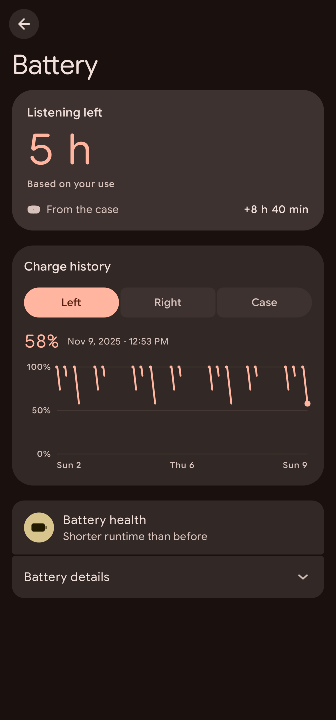 Battery
Listening left
5 h
Based on your use
From the case +8 h 40 min
Charge history
Left Right Case
58% Nov 9, 2025 - 12:53 PM
100%
50%
0%
Sun 2 Thu 6 Sun 9
Battery health
Shorter runtime than before
Battery details